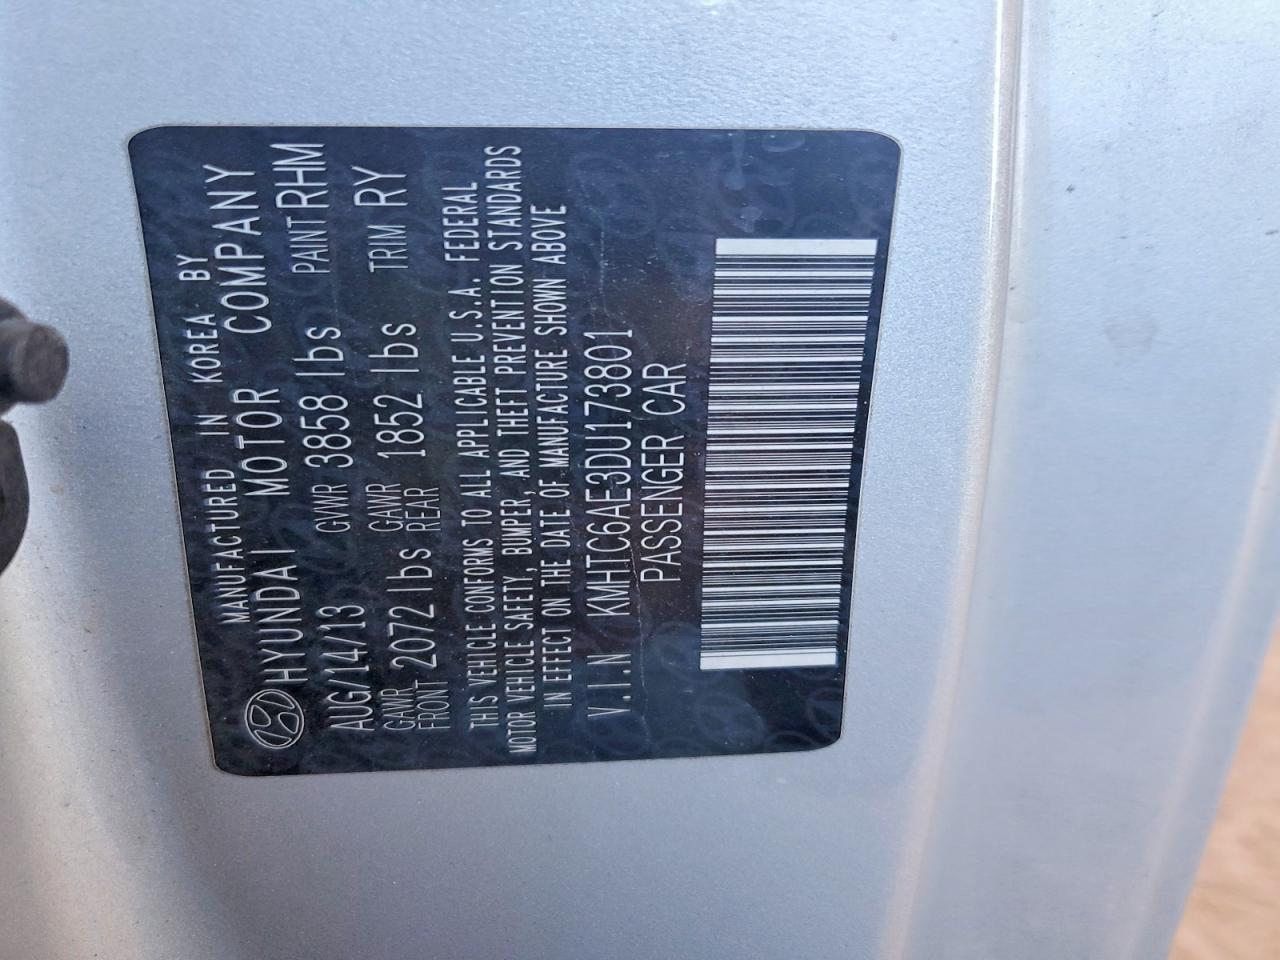 MANUFACTURED IN KOREA BY
HYUNDAI MOTOR COMPANY
AUG/14/13 GVWR 3858 lbs PAINT RHM
GAWR FRONT 2072 lbs GAWR REAR 1852 lbs TRIM RY
THIS VEHICLE CONFORMS TO ALL APPLICABLE U.S.A. FEDERAL
MOTOR VEHICLE SAFETY, BUMPER, AND THEFT PREVENTION STANDARDS
IN EFFECT ON THE DATE OF MANUFACTURE SHOWN ABOVE
V.I.N KMHTC6AE3DU173801
PASSENGER CAR